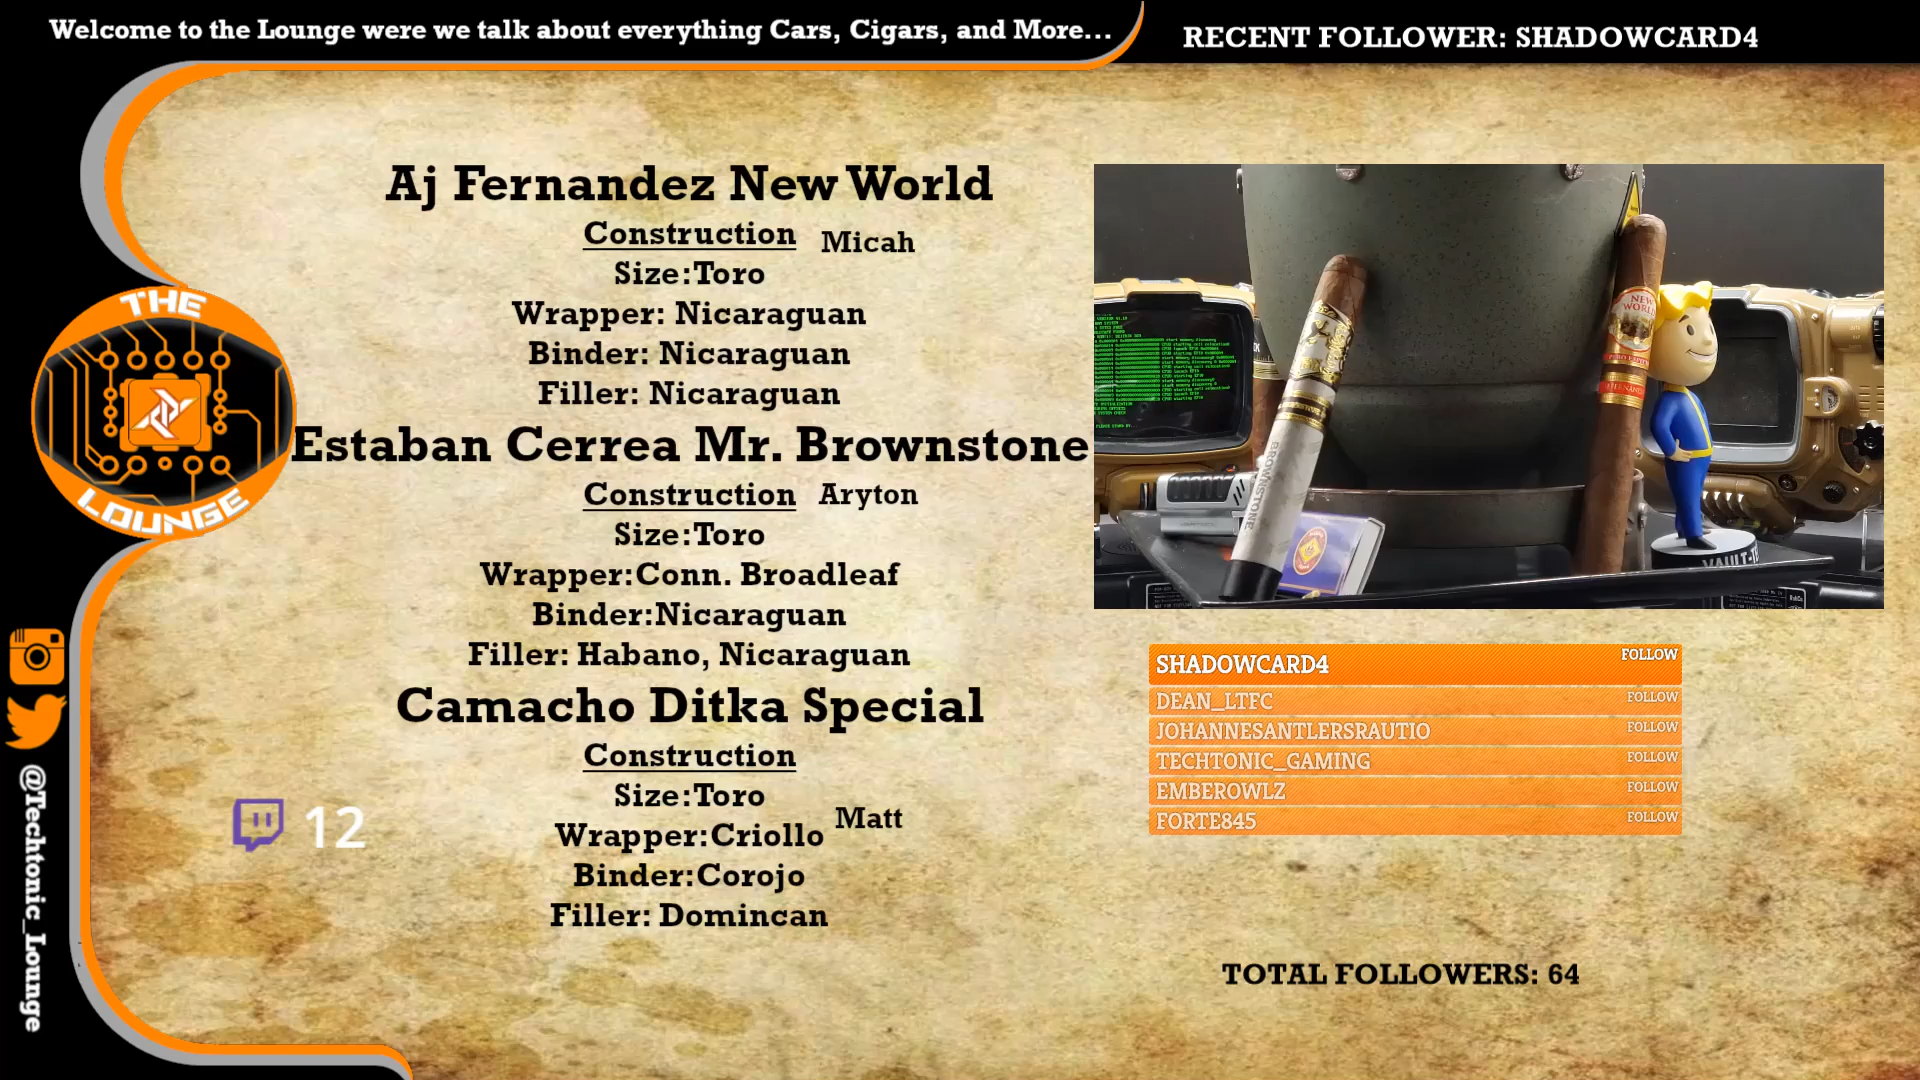 Welcome to the Lounge were we talk about everything Cars, Cigars, and More...
RECENT FOLLOWER: SHADOWCARD4
THE
LOUNGE
@Techtonic_Lounge
12
Aj Fernandez New World
Construction
Micah
Size:Toro
Wrapper: Nicaraguan
Binder: Nicaraguan
Filler: Nicaraguan
Estaban Cerrea Mr. Brownstone
Construction
Aryton
Size:Toro
Wrapper:Conn. Broadleaf
Binder:Nicaraguan
Filler: Habano, Nicaraguan
Camacho Ditka Special
Construction
Size:Toro
Matt
Wrapper:Criollo
Binder:Corojo
Filler: Domincan
NEW
WORLD
BROWNSTONE
VAULT-TE
SHADOWCARD4 FOLLOW
DEAN_LTFC FOLLOW
JOHANNESANTLERSRAUTIO FOLLOW
TECHTONIC_GAMING FOLLOW
EMBEROWLZ FOLLOW
FORTE845 FOLLOW
TOTAL FOLLOWERS: 64